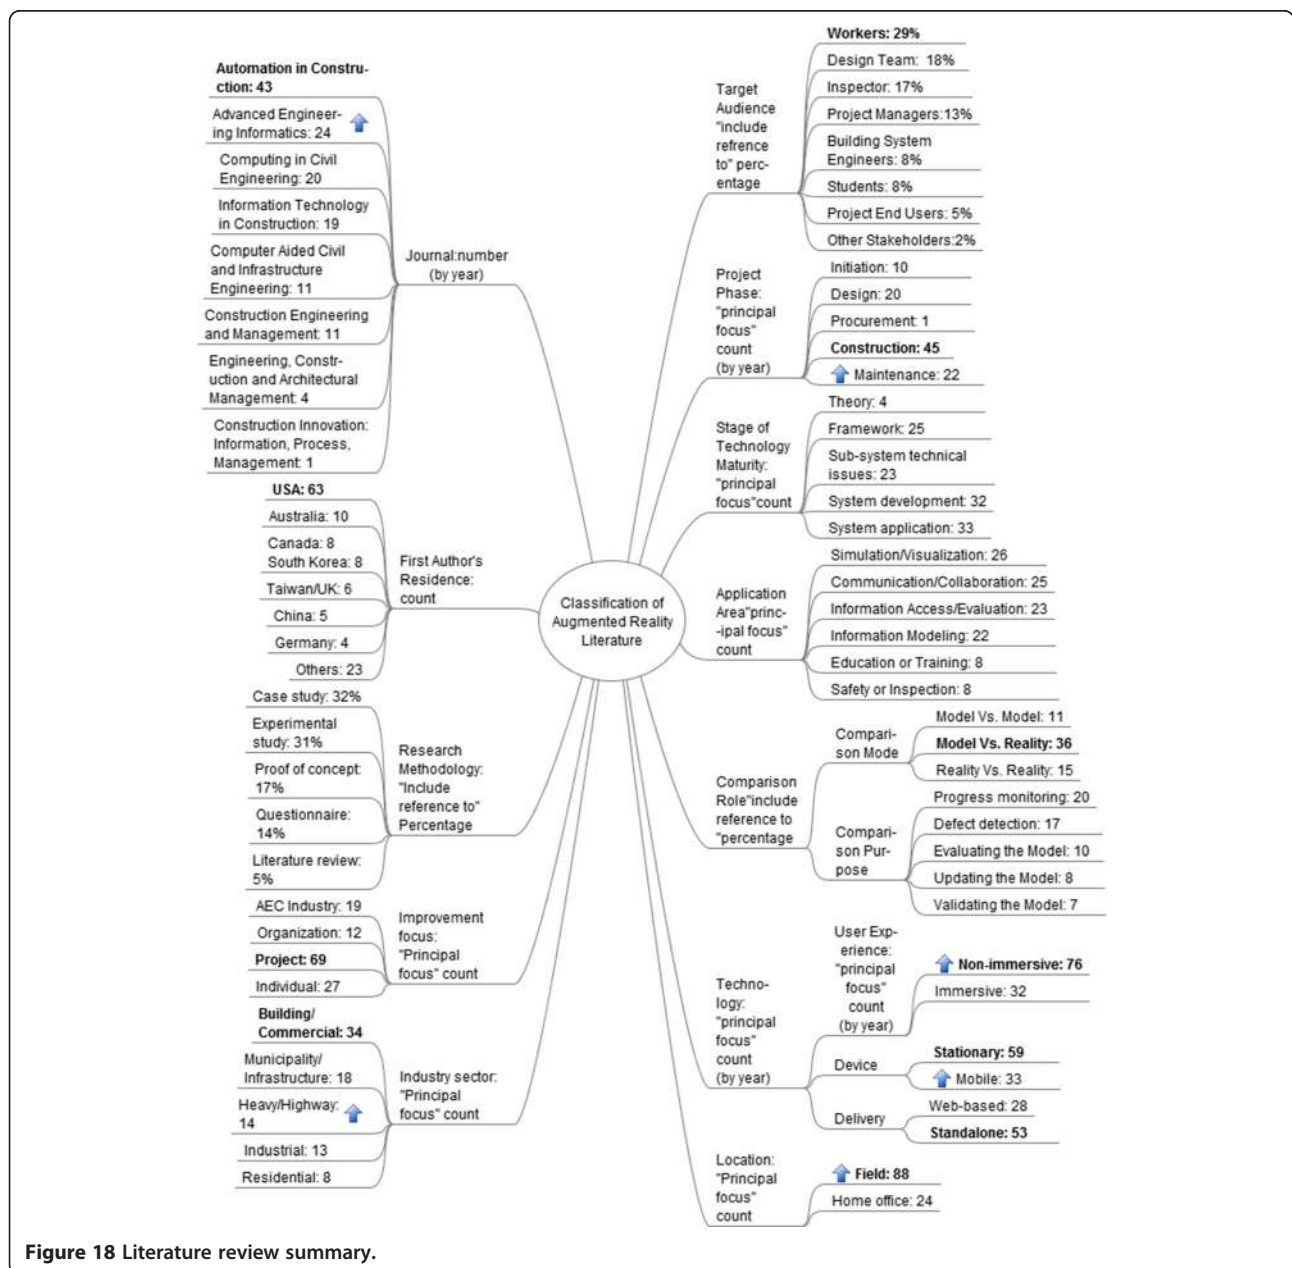 Automation in Constru-
ction: 43
Advanced Engineer-
ing Informatics: 24
Computing in Civil
Engineering: 20
Information Technology
in Construction: 19
Computer Aided Civil
and Infrastructure
Engineering: 11
Construction Engineering
and Management: 11
Engineering, Constr-
uction and Architectural
Management: 4
Construction Innovation:
Information, Process,
Management: 1
Journal:number
(by year)
USA: 63
Australia: 10
Canada: 8
South Korea: 8
Taiwan/UK: 6
China: 5
Germany: 4
Others: 23
First Author's
Residence:
count
Case study: 32%
Experimental
study: 31%
Proof of concept:
17%
Questionnaire:
14%
Literature review:
5%
Research
Methodology:
"Include
reference to"
Percentage
AEC Industry: 19
Organization: 12
Project: 69
Individual: 27
Improvement
focus:
"Principal
focus" count
Building/
Commercial: 34
Municipality/
Infrastructure: 18
Heavy/Highway:
14
Industrial: 13
Residential: 8
Industry sector:
"Principal
focus" count
Classification of
Augmented Reality
Literature
Target
Audience
"include
refrence
to" perc-
entage
Workers: 29%
Design Team: 18%
Inspector: 17%
Project Managers:13%
Building System
Engineers: 8%
Students: 8%
Project End Users: 5%
Other Stakeholders:2%
Project
Phase:
"principal
focus"
count
(by year)
Initiation: 10
Design: 20
Procurement: 1
Construction: 45
Maintenance: 22
Stage of
Technology
Maturity:
"principal
focus"count
Theory: 4
Framework: 25
Sub-system technical
issues: 23
System development: 32
System application: 33
Application
Area"princ-
-ipal focus"
count
Simulation/Visualization: 26
Communication/Collaboration: 25
Information Access/Evaluation: 23
Information Modeling: 22
Education or Training: 8
Safety or Inspection: 8
Comparison
Role"include
reference to
"percentage
Compari-
son Mode
Model Vs. Model: 11
Model Vs. Reality: 36
Reality Vs. Reality: 15
Compari-
son Pur-
pose
Progress monitoring: 20
Defect detection: 17
Evaluating the Model: 10
Updating the Model: 8
Validating the Model: 7
Techno-
logy:
"principal
focus"
count
(by year)
User Exp-
erience:
"principal
focus"
count
(by year)
Non-immersive: 76
Immersive: 32
Device
Stationary: 59
Mobile: 33
Delivery
Web-based: 28
Standalone: 53
Location:
"Principal
focus"
count
Field: 88
Home office: 24
Figure 18 Literature review summary.